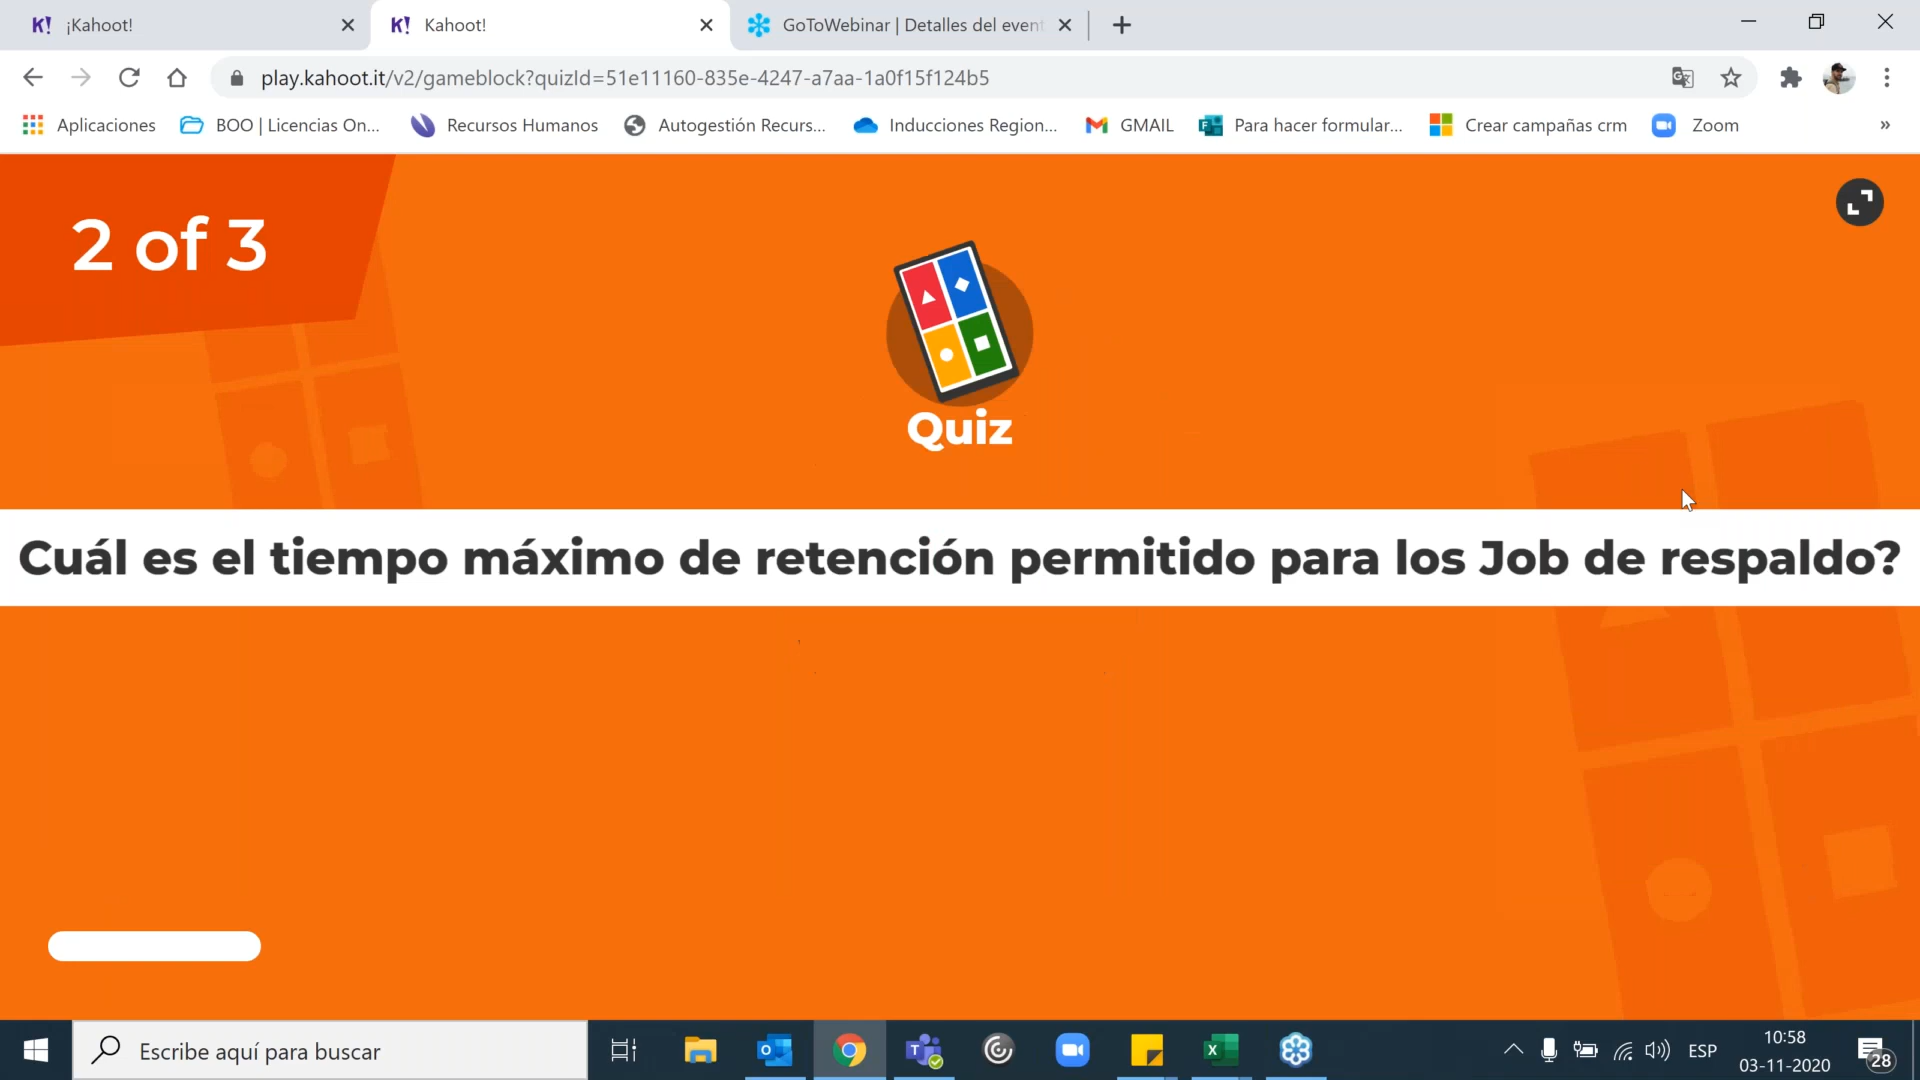 ¡Kahoot!
Kahoot!
GoToWebinar | Detalles del event
play.kahoot.it/v2/gameblock?quizId=51e11160-835e-4247-a7aa-1a0f15f124b5
Aplicaciones
BOO | Licencias On...
Recursos Humanos
Autogestión Recurs...
Inducciones Region...
GMAIL
Para hacer formular...
Crear campañas crm
Zoom
»
2 of 3
Quiz
Cuál es el tiempo máximo de retención permitido para los Job de respaldo?
Escribe aquí para buscar
ESP
10:58
03-11-2020
28